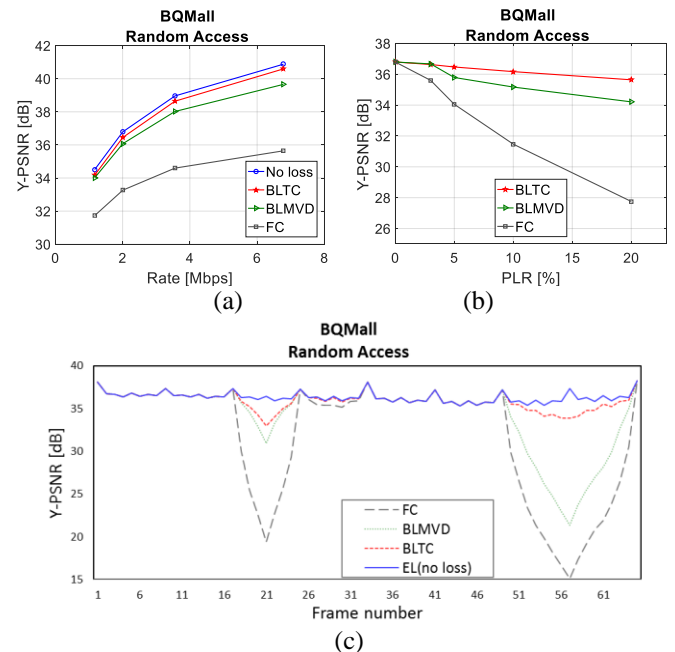 BQMall
Random Access
42
40
38
36
34
32
30
Y-PSNR [dB]
0
2
4
6
8
Rate [Mbps]
No loss
BLTC
BLMVD
FC
(a)
BQMall
Random Access
38
36
34
32
30
28
26
Y-PSNR [dB]
0
5
10
15
20
PLR [%]
BLTC
BLMVD
FC
(b)
BQMall
Random Access
40
35
30
25
20
15
Y-PSNR [dB]
1
6
11
16
21
26
31
36
41
46
51
56
61
Frame number
FC
BLMVD
BLTC
EL(no loss)
(c)